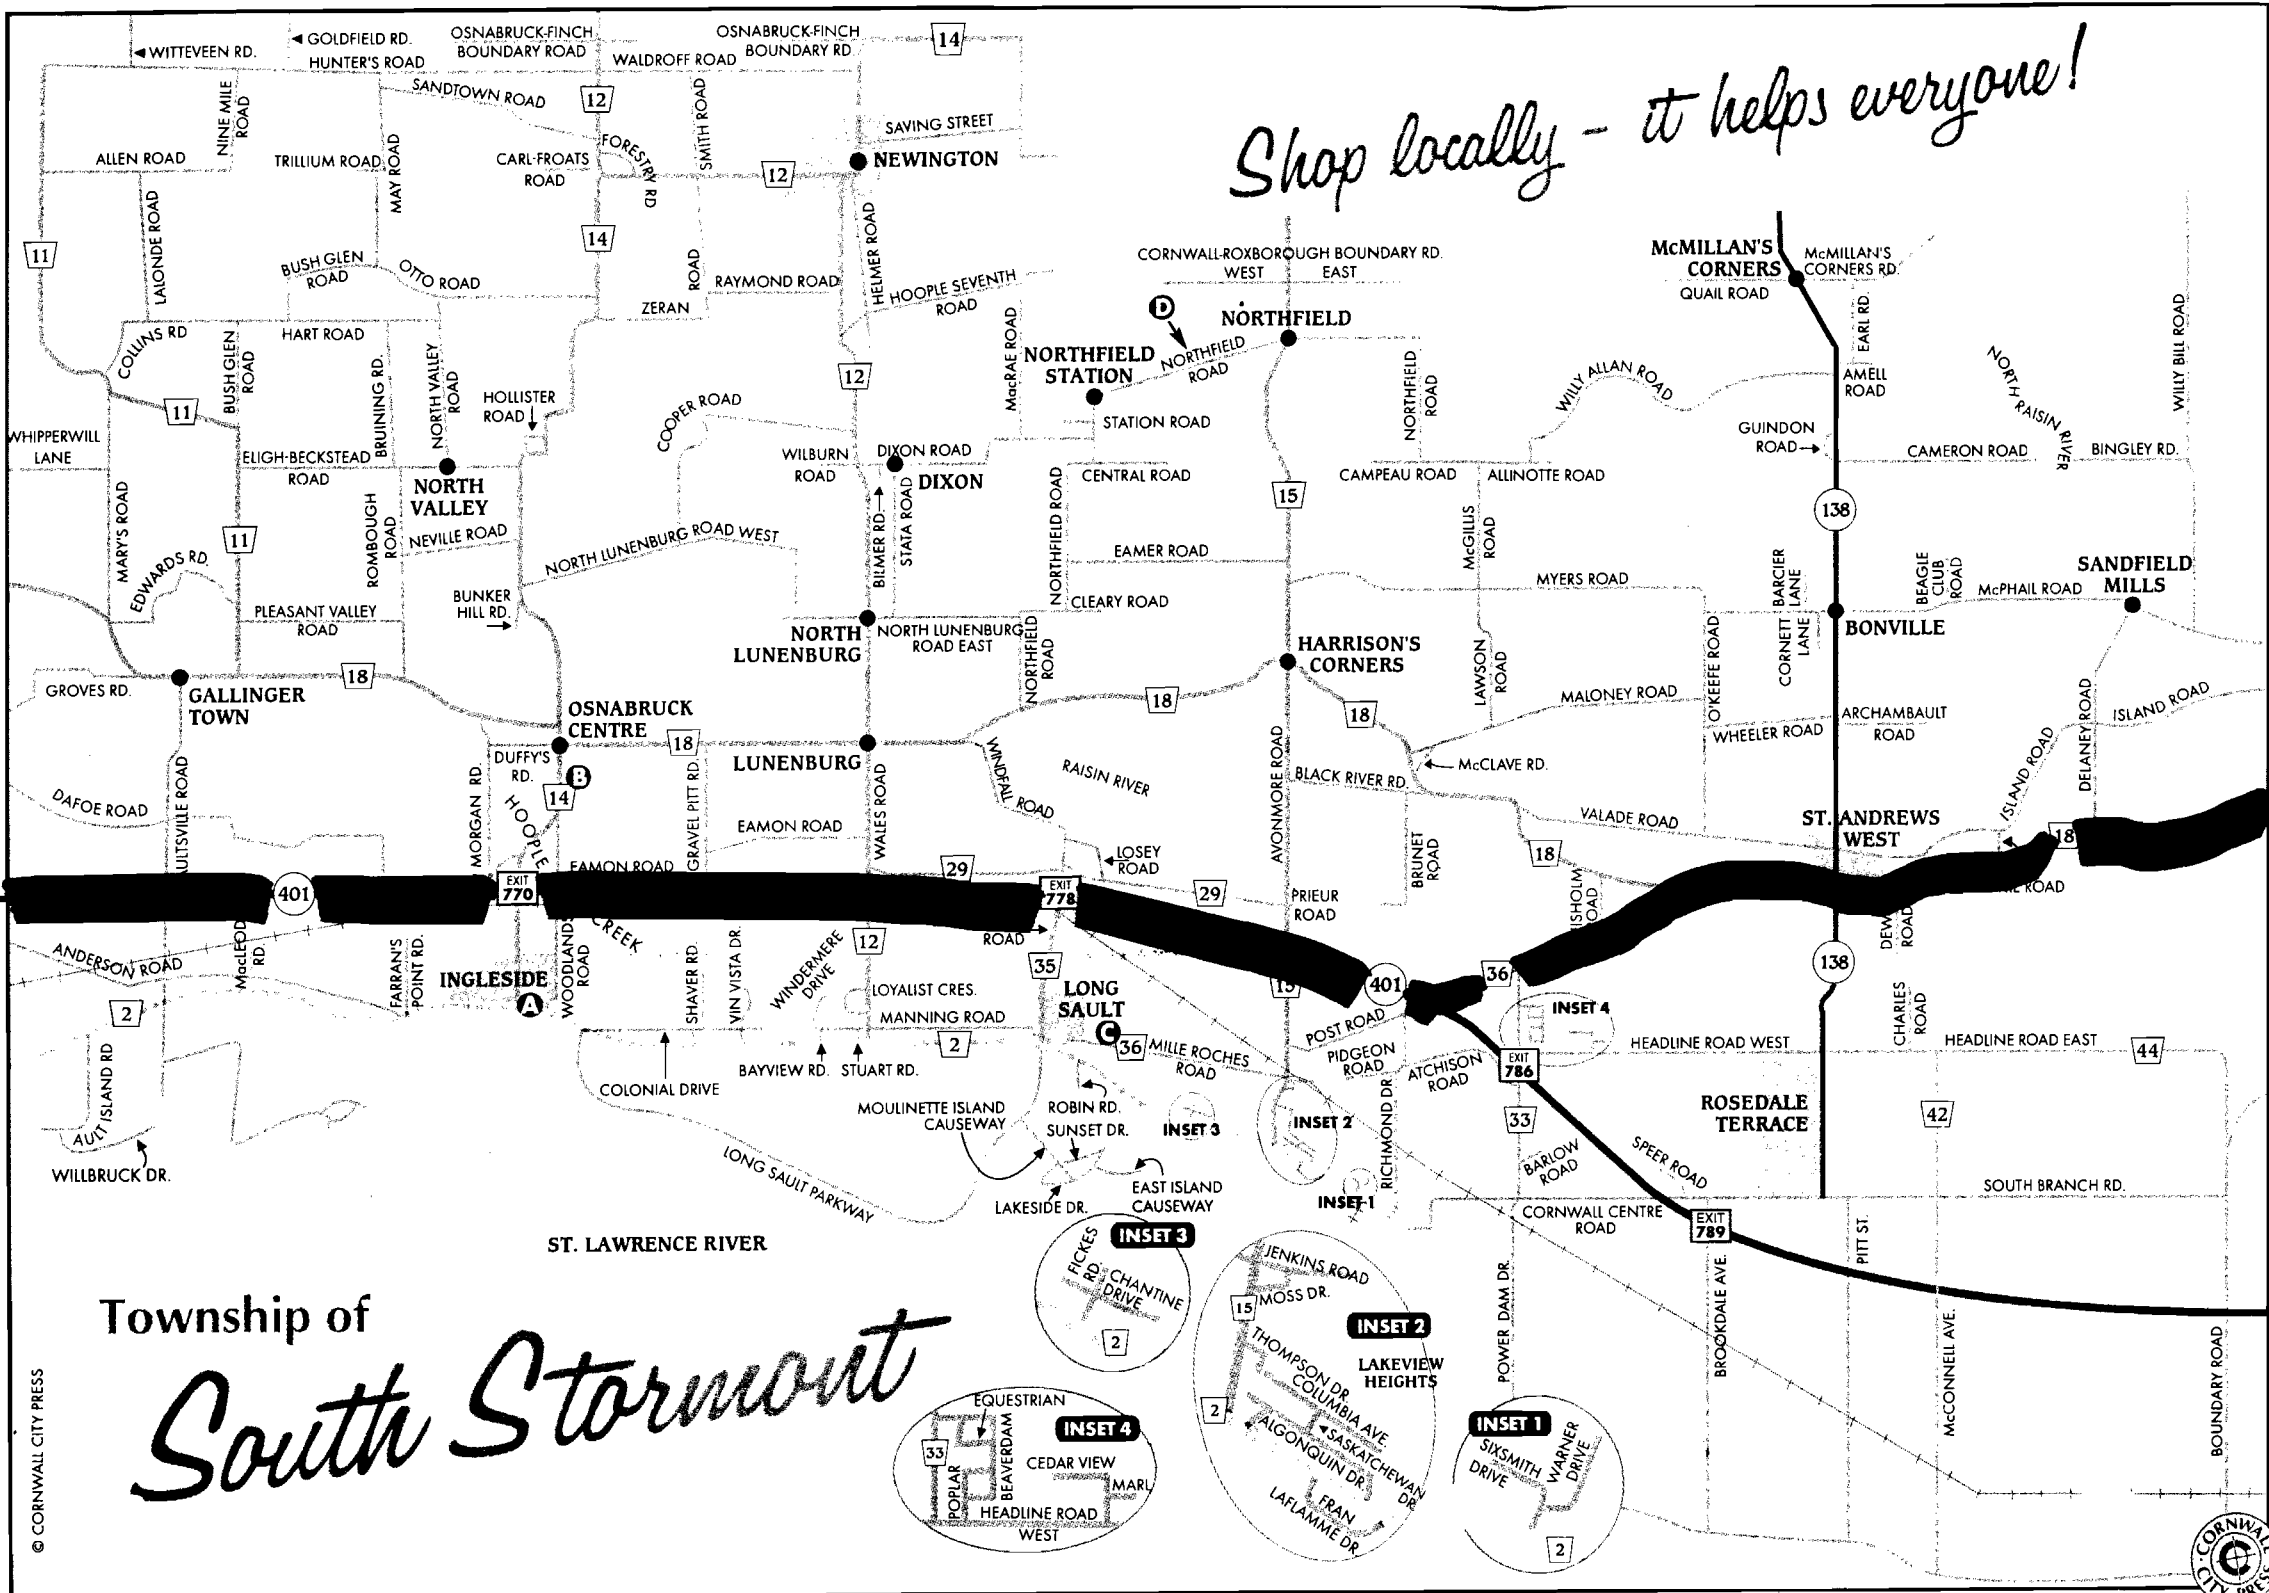 ◄ WITTEVEEN RD.
◄ GOLDFIELD RD.
HUNTER'S ROAD
OSNABRUCK-FINCH
BOUNDARY ROAD
WALDROFF ROAD
OSNABRUCK-FINCH
BOUNDARY RD.
14
SANDTOWN ROAD
12
NINE MILE
ROAD
SMITH ROAD
SAVING STREET
Shop locally - it helps everyone!
ALLEN ROAD
TRILLIUM ROAD
MAY ROAD
CARL-FROATS
ROAD
FORESTRY RD
12
NEWINGTON
11
LALONDE ROAD
BUSH GLEN
ROAD
OTTO ROAD
14
ZERAN
ROAD
RAYMOND ROAD
HELMER ROAD
HOOPLE SEVENTH
ROAD
CORNWALL-ROXBOROUGH BOUNDARY RD.
WEST EAST
McMILLAN'S
CORNERS
McMILLAN'S
CORNERS RD.
QUAIL ROAD
EARL RD.
WILLY BILL ROAD
D
NORTHFIELD
NORTHFIELD
STATION
NORTHFIELD
ROAD
MacRAE ROAD
COLLINS RD
BUSH GLEN
ROAD
HART ROAD
BRUINING RD.
NORTH VALLEY
ROAD
HOLLISTER
ROAD
12
COOPER ROAD
STATION ROAD
NORTHFIELD
ROAD
WILLY ALLAN ROAD
AMELL
ROAD
NORTH RAISIN RIVER
11
WHIPPERWILL
LANE
ELIGH-BECKSTEAD
ROAD
NORTH
VALLEY
WILBURN
ROAD
DIXON ROAD
DIXON
CENTRAL ROAD
CAMPEAU ROAD
ALLINOTTE ROAD
GUINDON
ROAD
CAMERON ROAD
BINGLEY RD.
15
138
MARY'S ROAD
11
EDWARDS RD.
ROMBOUGH
ROAD
NEVILLE ROAD
NORTH LUNENBURG ROAD WEST
BILMER RD.
STATA ROAD
NORTHFIELD ROAD
EAMER ROAD
McGILLIS
ROAD
MYERS ROAD
BARCIER
LANE
BEAGLE
CLUB
ROAD
McPHAIL ROAD
SANDFIELD
MILLS
PLEASANT VALLEY
ROAD
BUNKER
HILL RD.
CLEARY ROAD
NORTH
LUNENBURG
NORTH LUNENBURG
ROAD EAST
NORTHFIELD
ROAD
HARRISON'S
CORNERS
LAWSON
ROAD
O'KEEFE ROAD
CORNETT
LANE
BONVILLE
GROVES RD.
GALLINGER
TOWN
18
OSNABRUCK
CENTRE
18
LUNENBURG
18
18
MALONEY ROAD
WHEELER ROAD
ARCHAMBAULT
ROAD
ISLAND ROAD
DELANEY ROAD
ISLAND ROAD
DUFFY'S
RD.
B
14
MORGAN RD.
HOOPLE
CREEK
GRAVEL PITT RD.
WALES ROAD
WINDFALL ROAD
RAISIN RIVER
AVONMORE ROAD
BLACK RIVER RD.
McCLAVE RD.
VALADE ROAD
ST. ANDREWS
WEST
18
DAFOE ROAD
AULTSVILLE ROAD
EAMON ROAD
EAMON ROAD
LOSEY
ROAD
BRUNET
ROAD
18
401
EXIT
770
29
EXIT
778
29
PRIEUR
ROAD
ROAD
ANDERSON ROAD
MacLEOD
RD.
FARRAN'S
POINT RD.
INGLESIDE
A
WOODLANDS
ROAD
SHAVER RD.
VIN VISTA DR.
WINDERMERE
DRIVE
12
ROAD
35
LONG
SAULT
C
15
401
36
138
2
LOYALIST CRES.
MANNING ROAD
2
36
MILLE ROCHES
ROAD
POST ROAD
PIDGEON
ROAD
ATCHISON
ROAD
INSET 4
EXIT
786
HEADLINE ROAD WEST
CHARLES
ROAD
HEADLINE ROAD EAST
44
AULT ISLAND RD
WILLBRUCK DR.
COLONIAL DRIVE
BAYVIEW RD.
STUART RD.
MOULINETTE ISLAND
CAUSEWAY
ROBIN RD.
SUNSET DR.
INSET 3
INSET 2
RICHMOND DR.
33
BARLOW
ROAD
SPEER ROAD
ROSEDALE
TERRACE
42
LONG SAULT PARKWAY
LAKESIDE DR.
EAST ISLAND
CAUSEWAY
INSET 1
CORNWALL CENTRE
ROAD
EXIT
789
SOUTH BRANCH RD.
ST. LAWRENCE RIVER
PITT ST.
POWER DAM DR.
BROOKDALE AVE.
McCONNELL AVE.
BOUNDARY ROAD
Township of
South Stormont
INSET 3
FICKES
RD.
CHANTINE
DRIVE
2
JENKINS ROAD
MOSS DR.
15
INSET 2
LAKEVIEW
HEIGHTS
THOMPSON DR.
COLUMBIA AVE.
◄ SASKATCHEWAN
DR.
ALGONQUIN DR.
FRAN
LAFLAMME DR
2
EQUESTRIAN
INSET 4
33
POPLAR
BEAVERDAM
CEDAR VIEW
MARL
HEADLINE ROAD
WEST
INSET 1
SIXSMITH
DRIVE
WARNER
DRIVE
2
© CORNWALL CITY PRESS
CORNWALL
CITY PRESS